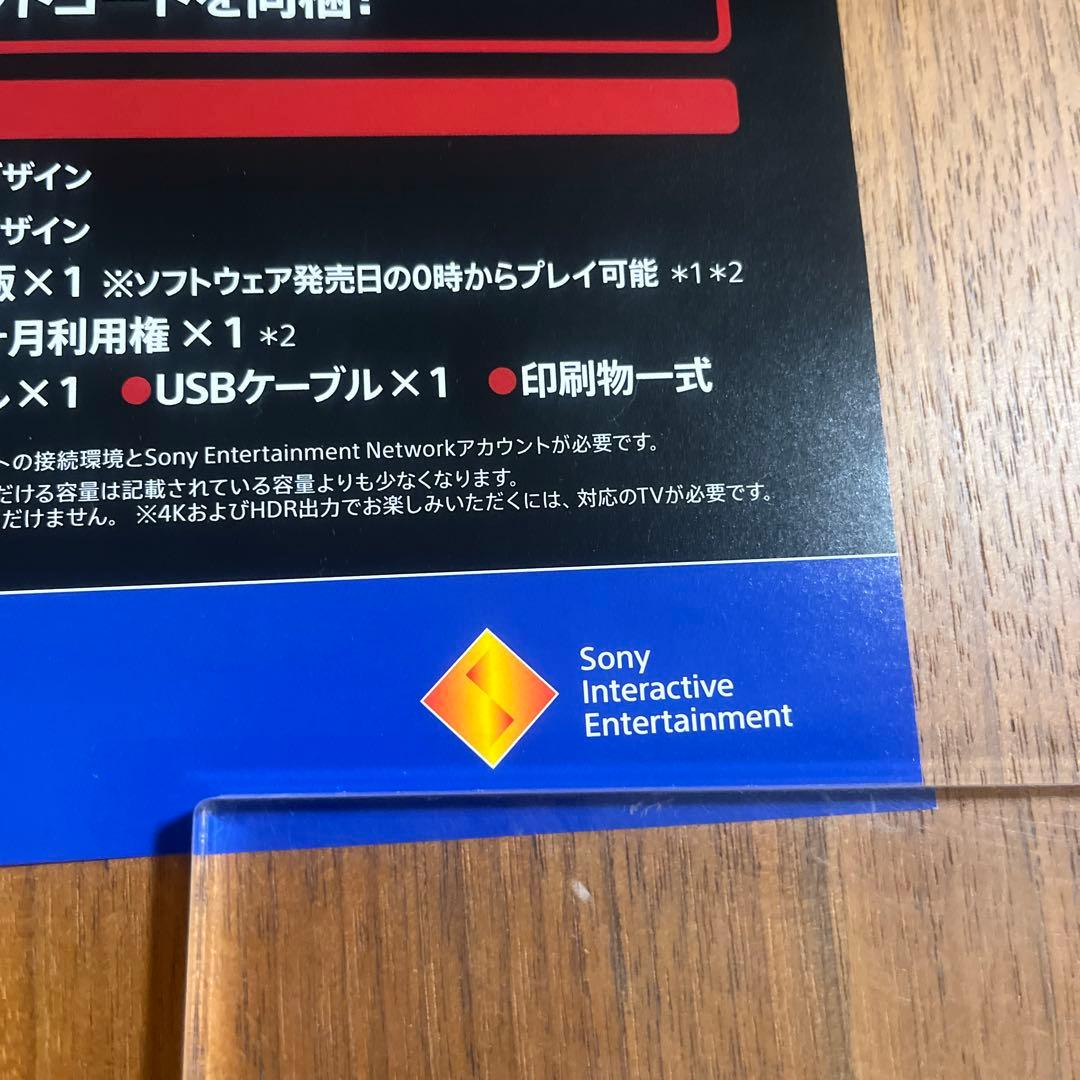 コードを同梱!
ザイン
ザイン
版×1 ※ソフトウェア発売日の0時からプレイ可能 *1*2
月利用権×1*2
×1 ●USBケーブル×1 ●印刷物一式
トの接続環境とSony Entertainment Networkアカウントが必要です。
だける容量は記載されている容量よりも少なくなります。
だけません。 ※4KおよびHDR出力でお楽しみいただくには、対応のTVが必要です。
Sony
Interactive
Entertainment